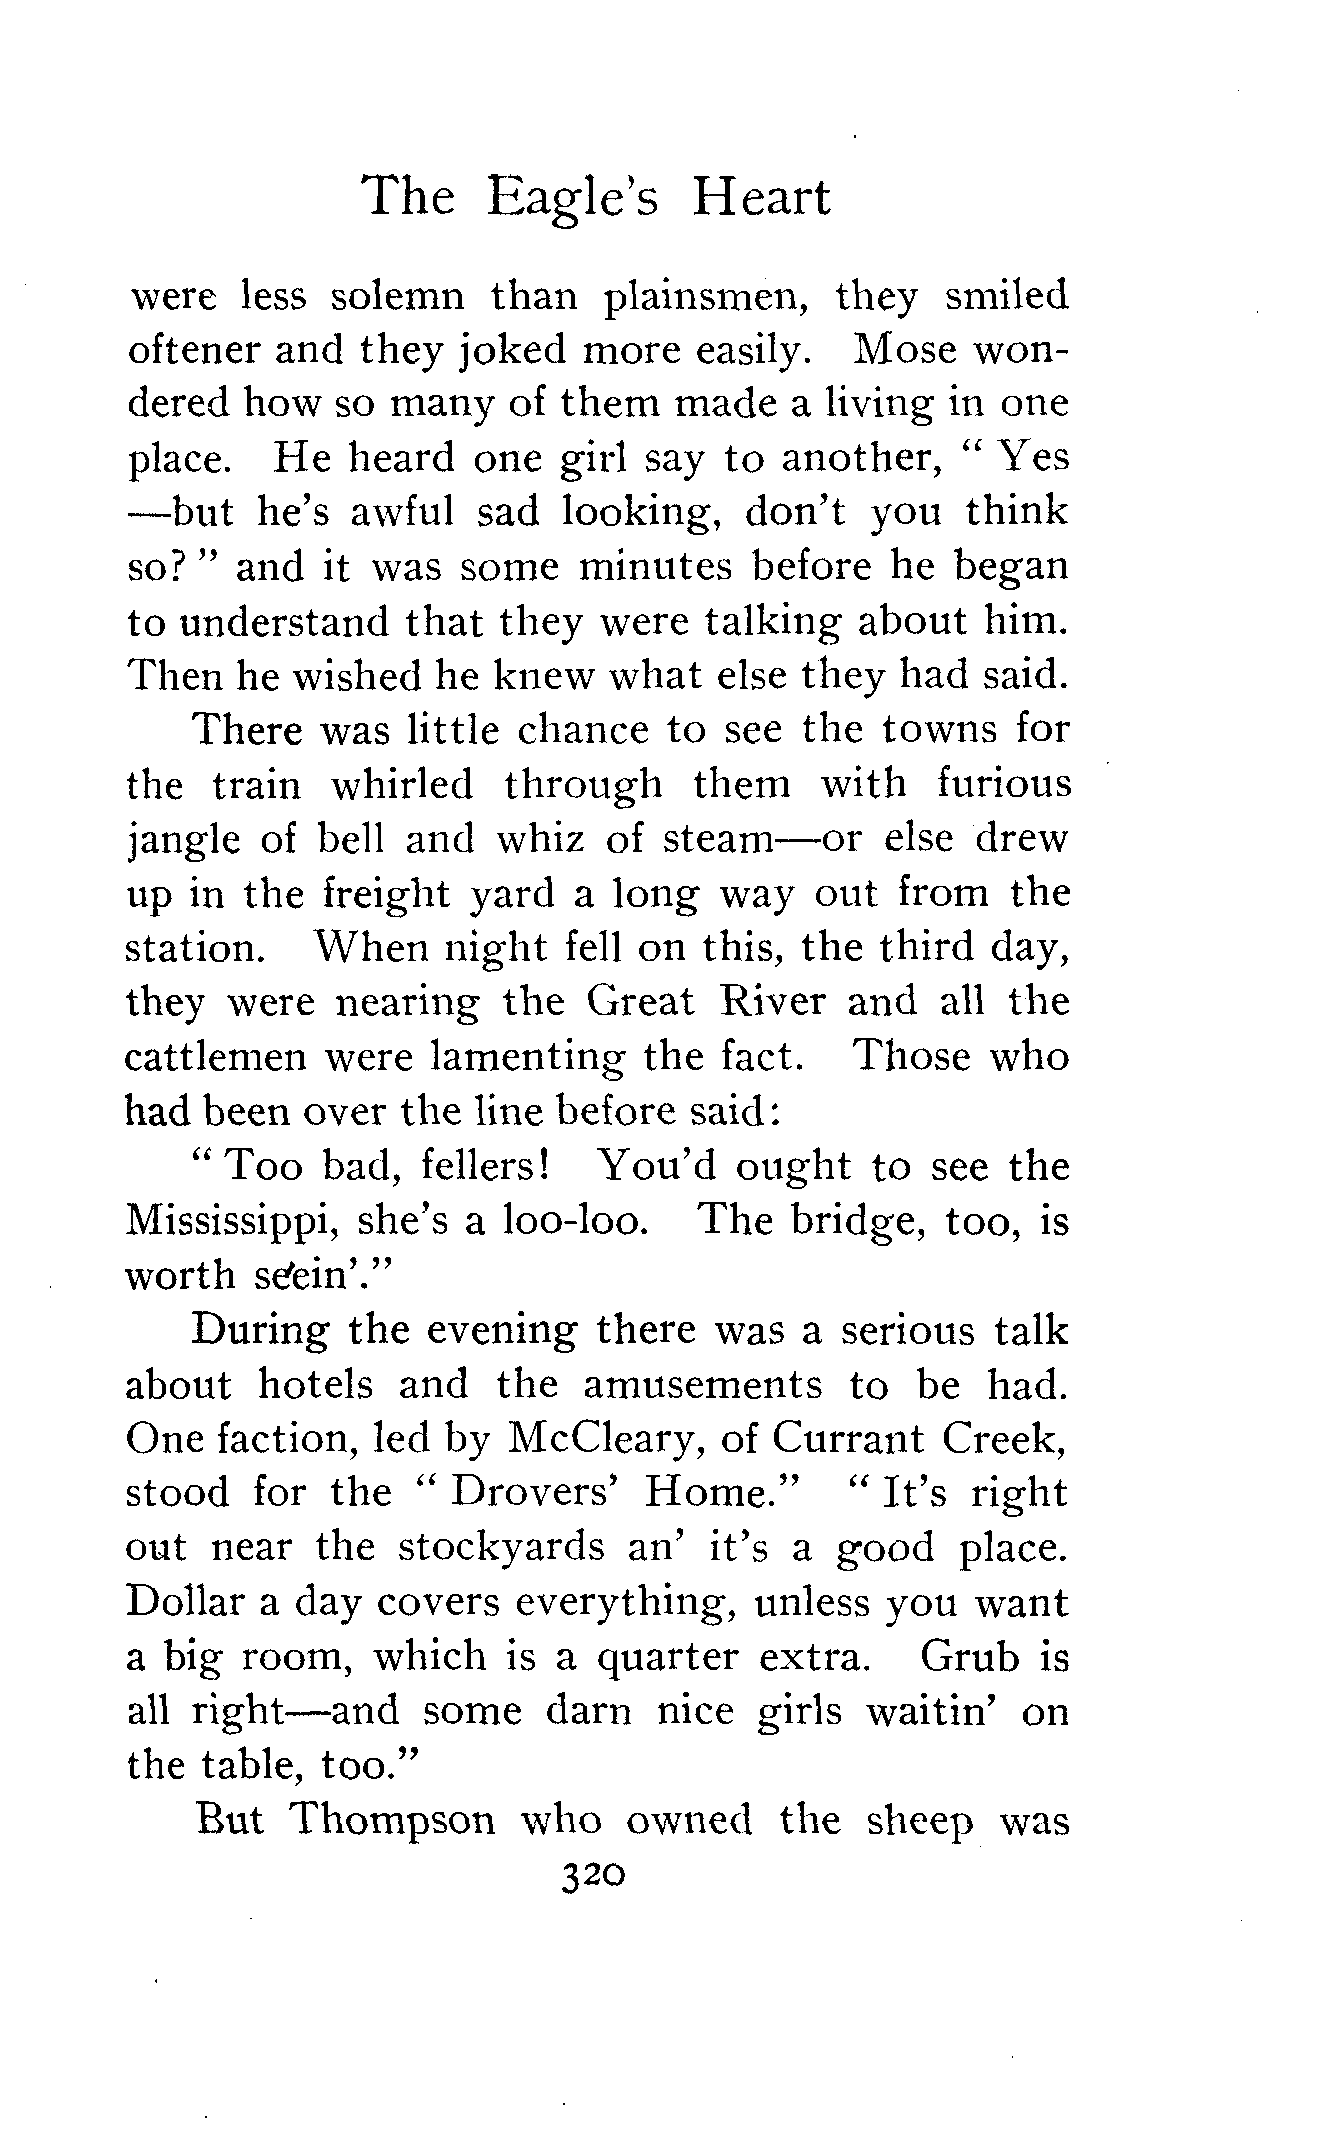 The Eagle's Heart
were less solemn than plainsmen, they smiled
oftener and they joked more easily. Mose won-
dered how so many of them made a living in one
place. He heard one girl say to another, " Yes
—but he's awful sad looking, don't you think
so? " and it was some minutes before he began
to understand that they were talking about him.
Then he wished he knew what else they had said.
There was little chance to see the towns for
the train whirled through them with furious
jangle of bell and whiz of steam—or else drew
up in the freight yard a long way out from the
station. When night fell on this, the third day,
they were nearing the Great River and all the
cattlemen were lamenting the fact. Those who
had been over the line before said:
" Too bad, fellers! You'd ought to see the
Mississippi, she's a loo-loo. The bridge, too, is
worth seein'."
During the evening there was a serious talk
about hotels and the amusements to be had.
One faction, led by McCleary, of Currant Creek,
stood for the " Drovers' Home." " It's right
out near the stockyards an' it's a good place.
Dollar a day covers everything, unless you want
a big room, which is a quarter extra. Grub is
all right—and some darn nice girls waitin' on
the table, too."
But Thompson who owned the sheep was
320